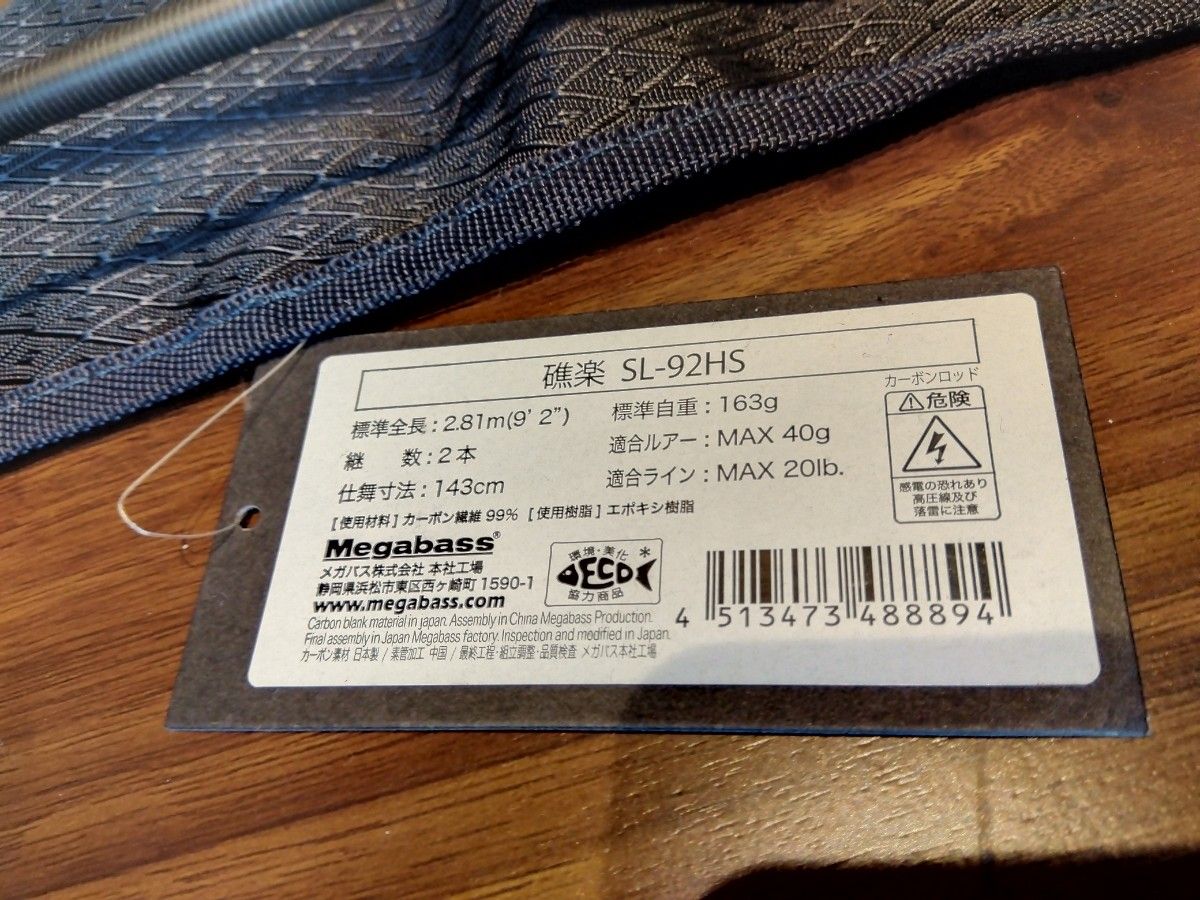 礁楽 SL-92HS
標準全長 : 2.81m(9' 2”)
標準自重 : 163g
継 数 : 2本
適合ルアー : MAX 40g
仕舞寸法 : 143cm
適合ライン : MAX 20lb.
[使用材料] カーボン繊維 99% [使用樹脂] エポキシ樹脂
カーボンロッド
⚠危険
感電の恐れあり
高圧線及び
落雷に注意
Megabass®
メガバス株式会社 本社工場
静岡県浜松市東区西ヶ崎町 1590-1
www.megabass.com
環境・美化
DECO
協力商品
Carbon blank material in japan. Assembly in China Megabass Production.
Final assembly in Japan Megabass factory. Inspection and modified in Japan.
カーボン素材 日本製 / 素管加工 中国 / 最終工程・組立調整・品質検査 メガバス本社工場
4 513473 488894